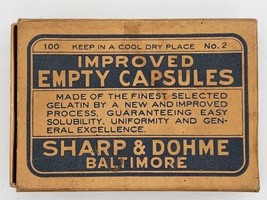 100 KEEP IN A COOL DRY PLACE No. 2
IMPROVED
EMPTY CAPSULES
MADE OF THE FINEST SELECTED
GELATIN BY A NEW AND IMPROVED
PROCESS, GUARANTEEING EASY
SOLUBILITY, UNIFORMITY AND GEN-
ERAL EXCELLENCE.
SHARP & DOHME
BALTIMORE